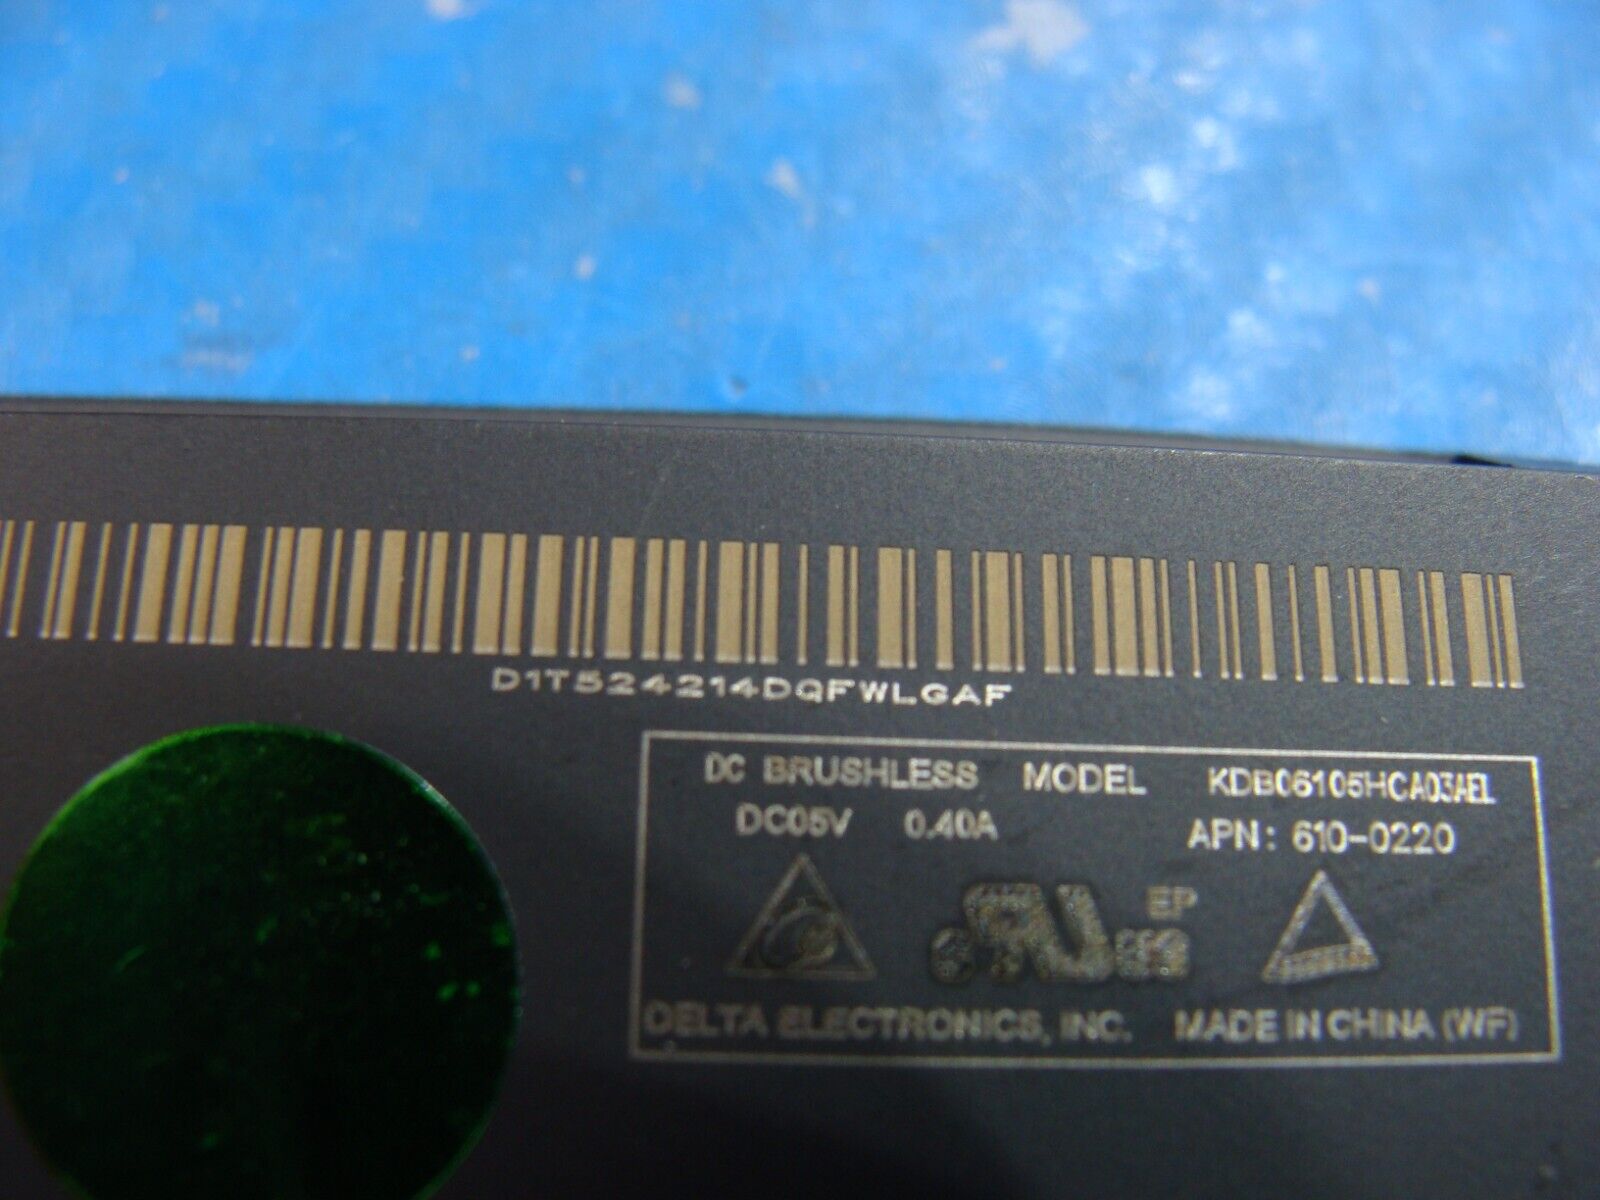 D1T524214DQFWLGAF
DC BRUSHLESS MODEL KDB06105HCA03AEL
DC05V 0.40A APN: 610-0220
EP
DELTA ELECTRONICS, INC. MADE IN CHINA (WF)